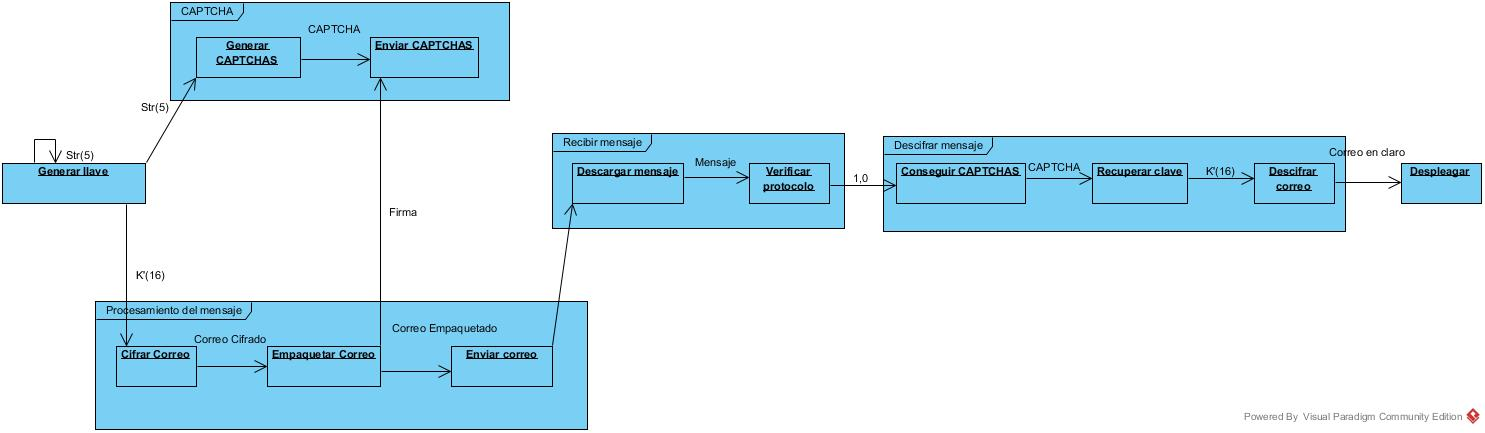 CAPTCHA
CAPTCHA
Generar
CAPTCHAS
Enviar CAPTCHAS
Str(5)
Str(5)
Generar llave
Recibir mensaje
Descargar mensaje
Mensaje
Verificar
protocolo
1,0
Descifrar mensaje
Conseguir CAPTCHAS
CAPTCHA
Recuperar clave
K'(16)
Descifrar
correo
Correo en claro
Despleagar
Firma
K'(16)
Procesamiento del mensaje
Cifrar Correo
Correo Cifrado
Empaquetar Correo
Correo Empaquetado
Enviar correo
Powered By Visual Paradigm Community Edition